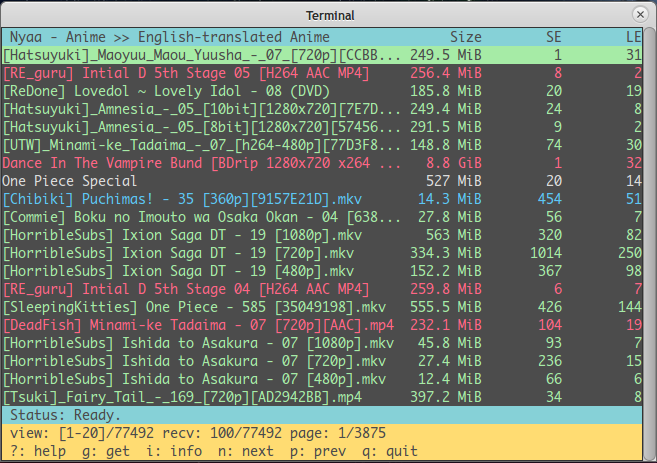 Terminal
Nyaa - Anime >> English-translated Anime Size SE LE
[Hatsuyuki]_Maoyuu_Maou_Yuusha_-_07_[720p][CCBB... 249.5 MiB 1 31
[RE_guru] Intial D 5th Stage 05 [H264 AAC MP4] 256.4 MiB 8 2
[ReDone] Lovedol ~ Lovely Idol - 08 (DVD) 185.8 MiB 20 19
[Hatsuyuki]_Amnesia_-_05_[10bit][1280x720][7E7D... 249.4 MiB 24 8
[Hatsuyuki]_Amnesia_-_05_[8bit][1280x720][57456... 291.5 MiB 9 2
[UTW]_Minami-ke_Tadaima_-_07_[h264-480p][77D3F8... 148.8 MiB 74 30
Dance In The Vampire Bund [BDrip 1280x720 x264 ... 8.8 GiB 1 32
One Piece Special 527 MiB 20 14
[Chibiki] Puchimas! - 35 [360p][9157E21D].mkv 14.3 MiB 454 51
[Commie] Boku no Imouto wa Osaka Okan - 04 [638... 27.8 MiB 56 7
[HorribleSubs] Ixion Saga DT - 19 [1080p].mkv 563 MiB 320 82
[HorribleSubs] Ixion Saga DT - 19 [720p].mkv 334.3 MiB 1014 250
[HorribleSubs] Ixion Saga DT - 19 [480p].mkv 152.2 MiB 367 98
[RE_guru] Intial D 5th Stage 04 [H264 AAC MP4] 259.8 MiB 6 7
[SleepingKitties] One Piece - 585 [35049198].mkv 555.5 MiB 426 144
[DeadFish] Minami-ke Tadaima - 07 [720p][AAC].mp4 232.1 MiB 104 19
[HorribleSubs] Ishida to Asakura - 07 [1080p].mkv 45.8 MiB 93 7
[HorribleSubs] Ishida to Asakura - 07 [720p].mkv 27.4 MiB 236 15
[HorribleSubs] Ishida to Asakura - 07 [480p].mkv 12.4 MiB 66 6
[Tsuki]_Fairy_Tail_-_169_[720p][AD2942BB].mp4 397.2 MiB 34 8
Status: Ready.
view: [1-20]/77492 recv: 100/77492 page: 1/3875
?: help g: get i: info n: next p: prev q: quit